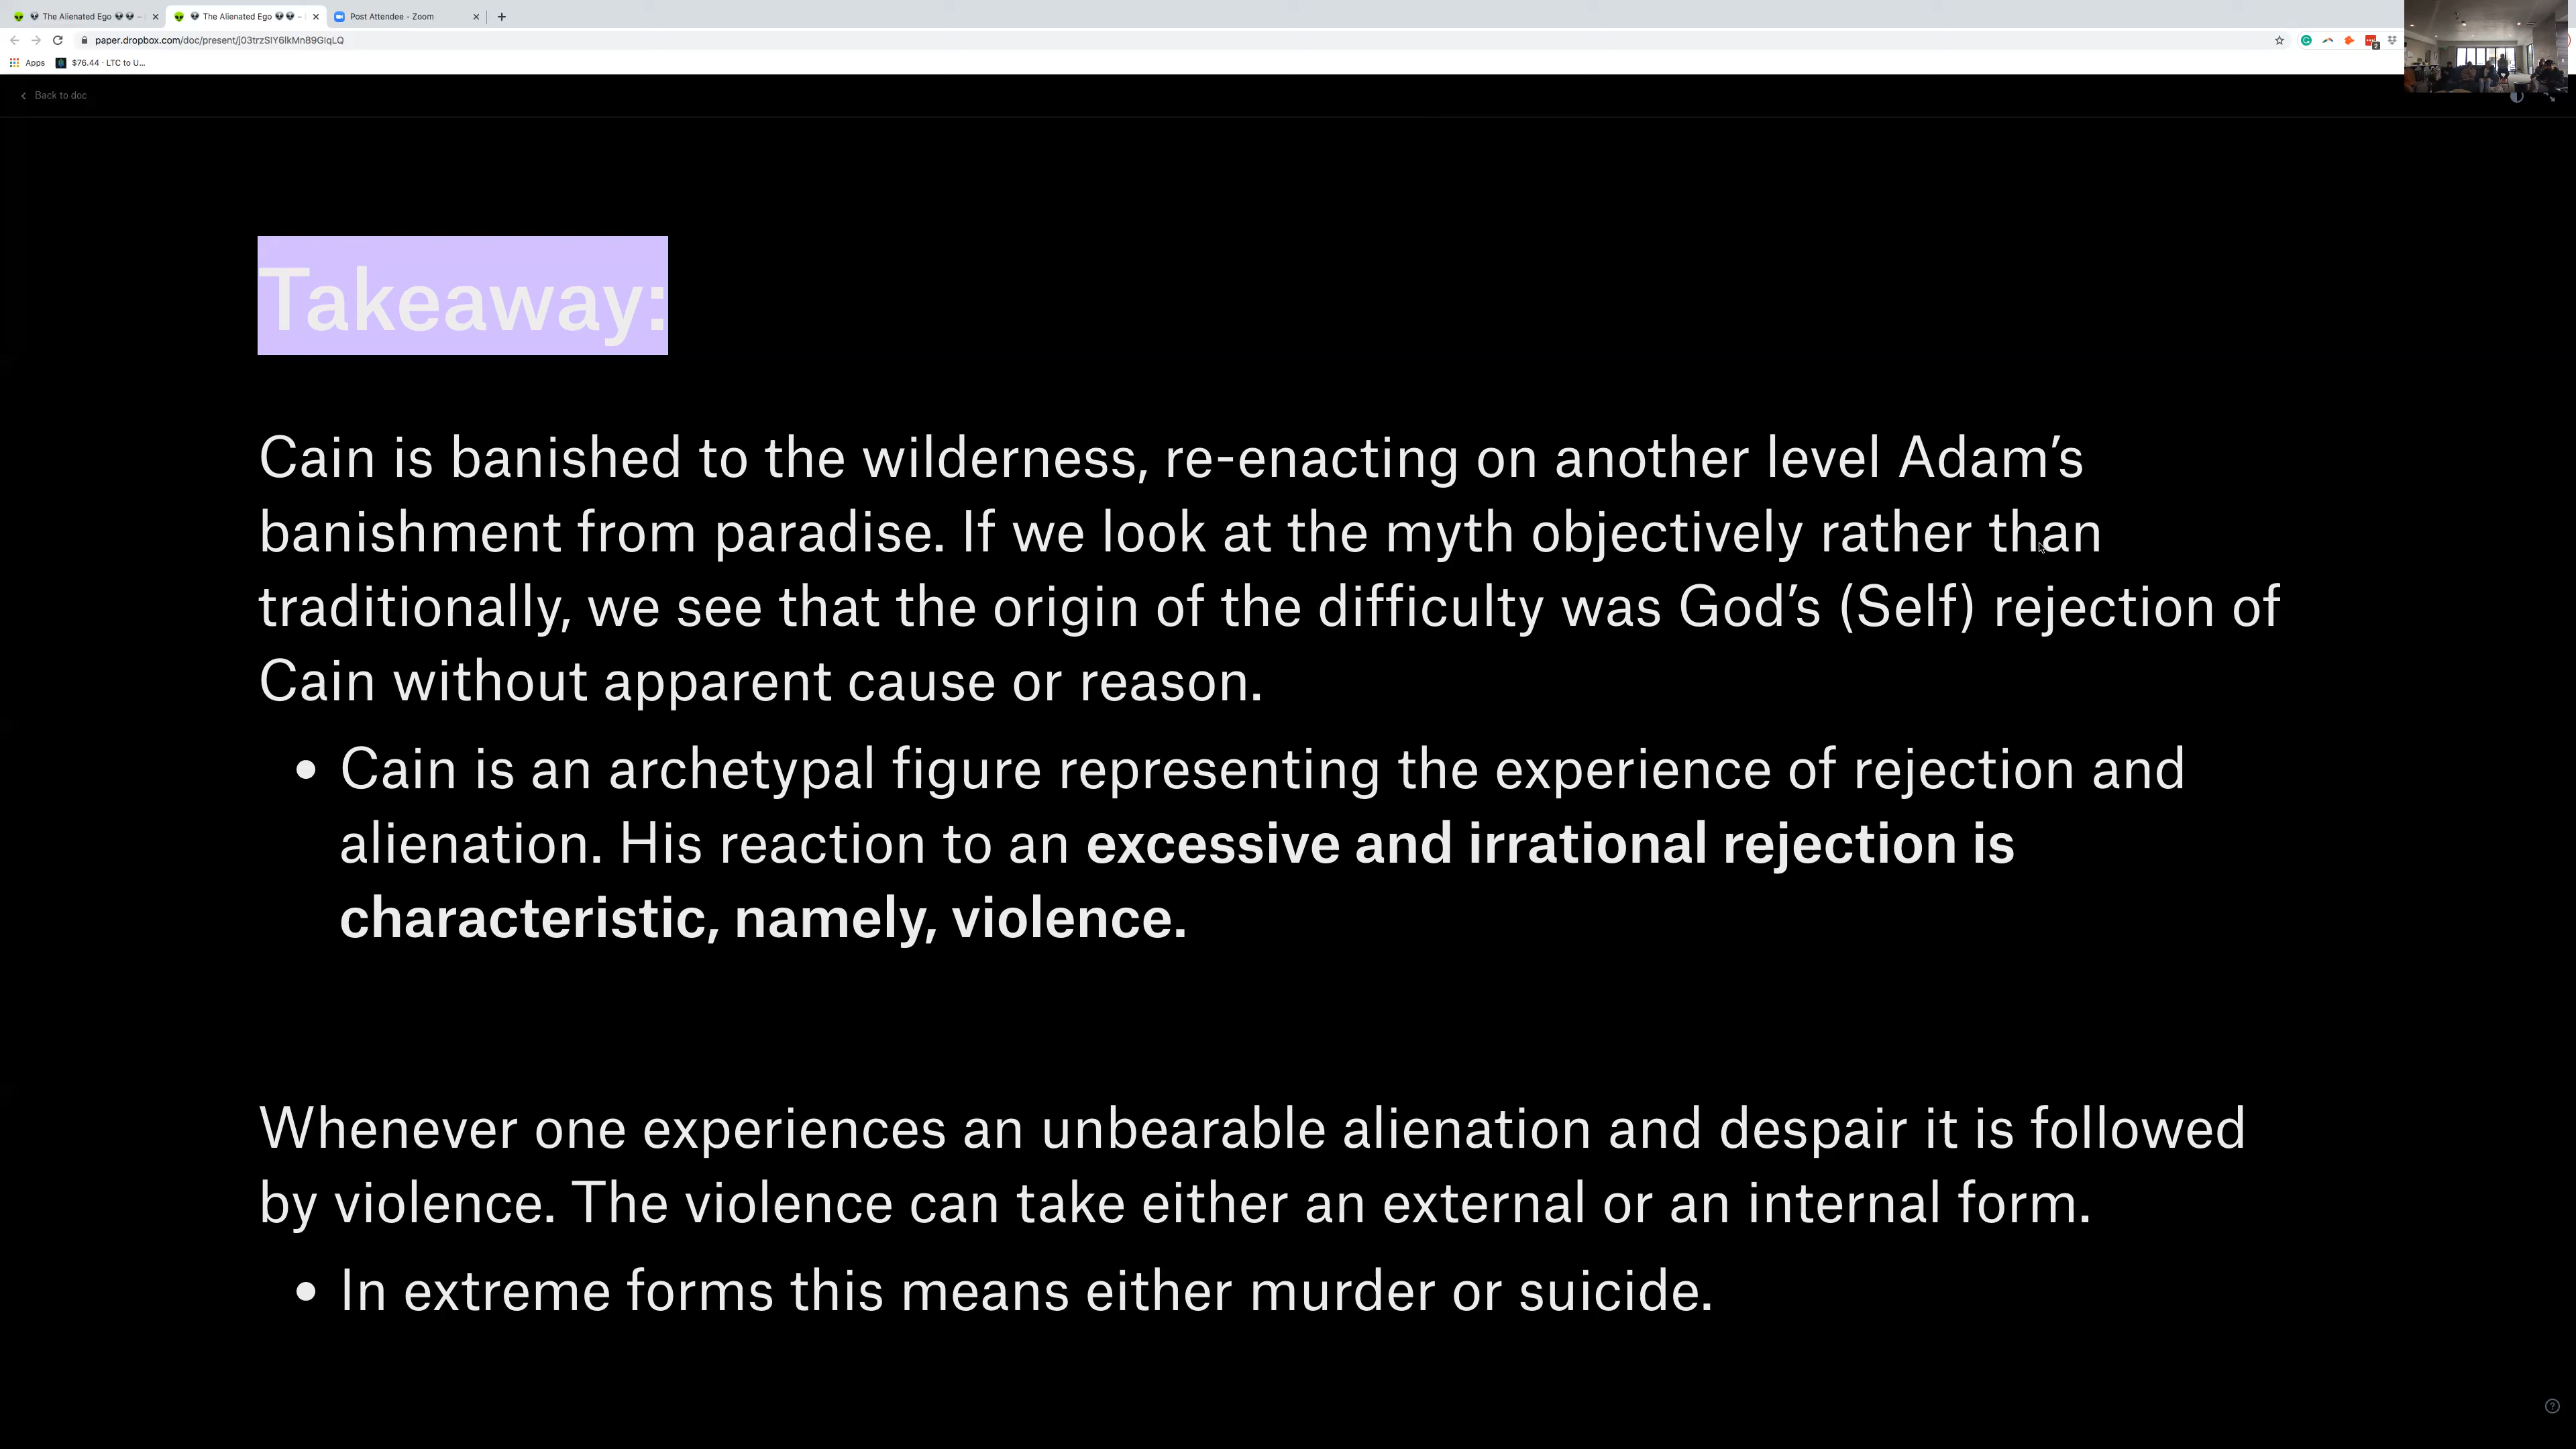 The Alienated Ego
The Alienated Ego
Post Attendee - Zoom
paper.dropbox.com/doc/present/j03trzSIY6lkMn89GIqLQ
Apps
$76.44 · LTC to U...
2
Back to doc
Takeaway:
Cain is banished to the wilderness, re-enacting on another level Adam’s
banishment from paradise. If we look at the myth objectively rather than
traditionally, we see that the origin of the difficulty was God’s (Self) rejection of
Cain without apparent cause or reason.
• Cain is an archetypal figure representing the experience of rejection and
alienation. His reaction to an excessive and irrational rejection is
characteristic, namely, violence.
Whenever one experiences an unbearable alienation and despair it is followed
by violence. The violence can take either an external or an internal form.
• In extreme forms this means either murder or suicide.
?